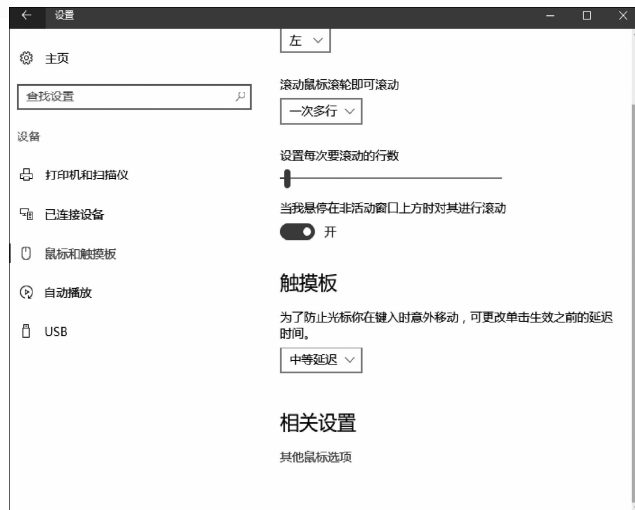 设置
主页
查找设置
设备
打印机和扫描仪
已连接设备
鼠标和触摸板
自动播放
USB
左
滚动鼠标滚轮即可滚动
一次多行
设置每次要滚动的行数
当我悬停在非活动窗口上方时对其进行滚动
开
触摸板
为了防止光标你在键入时意外移动，可更改单击生效之前的延迟
时间。
中等延迟
相关设置
其他鼠标选项